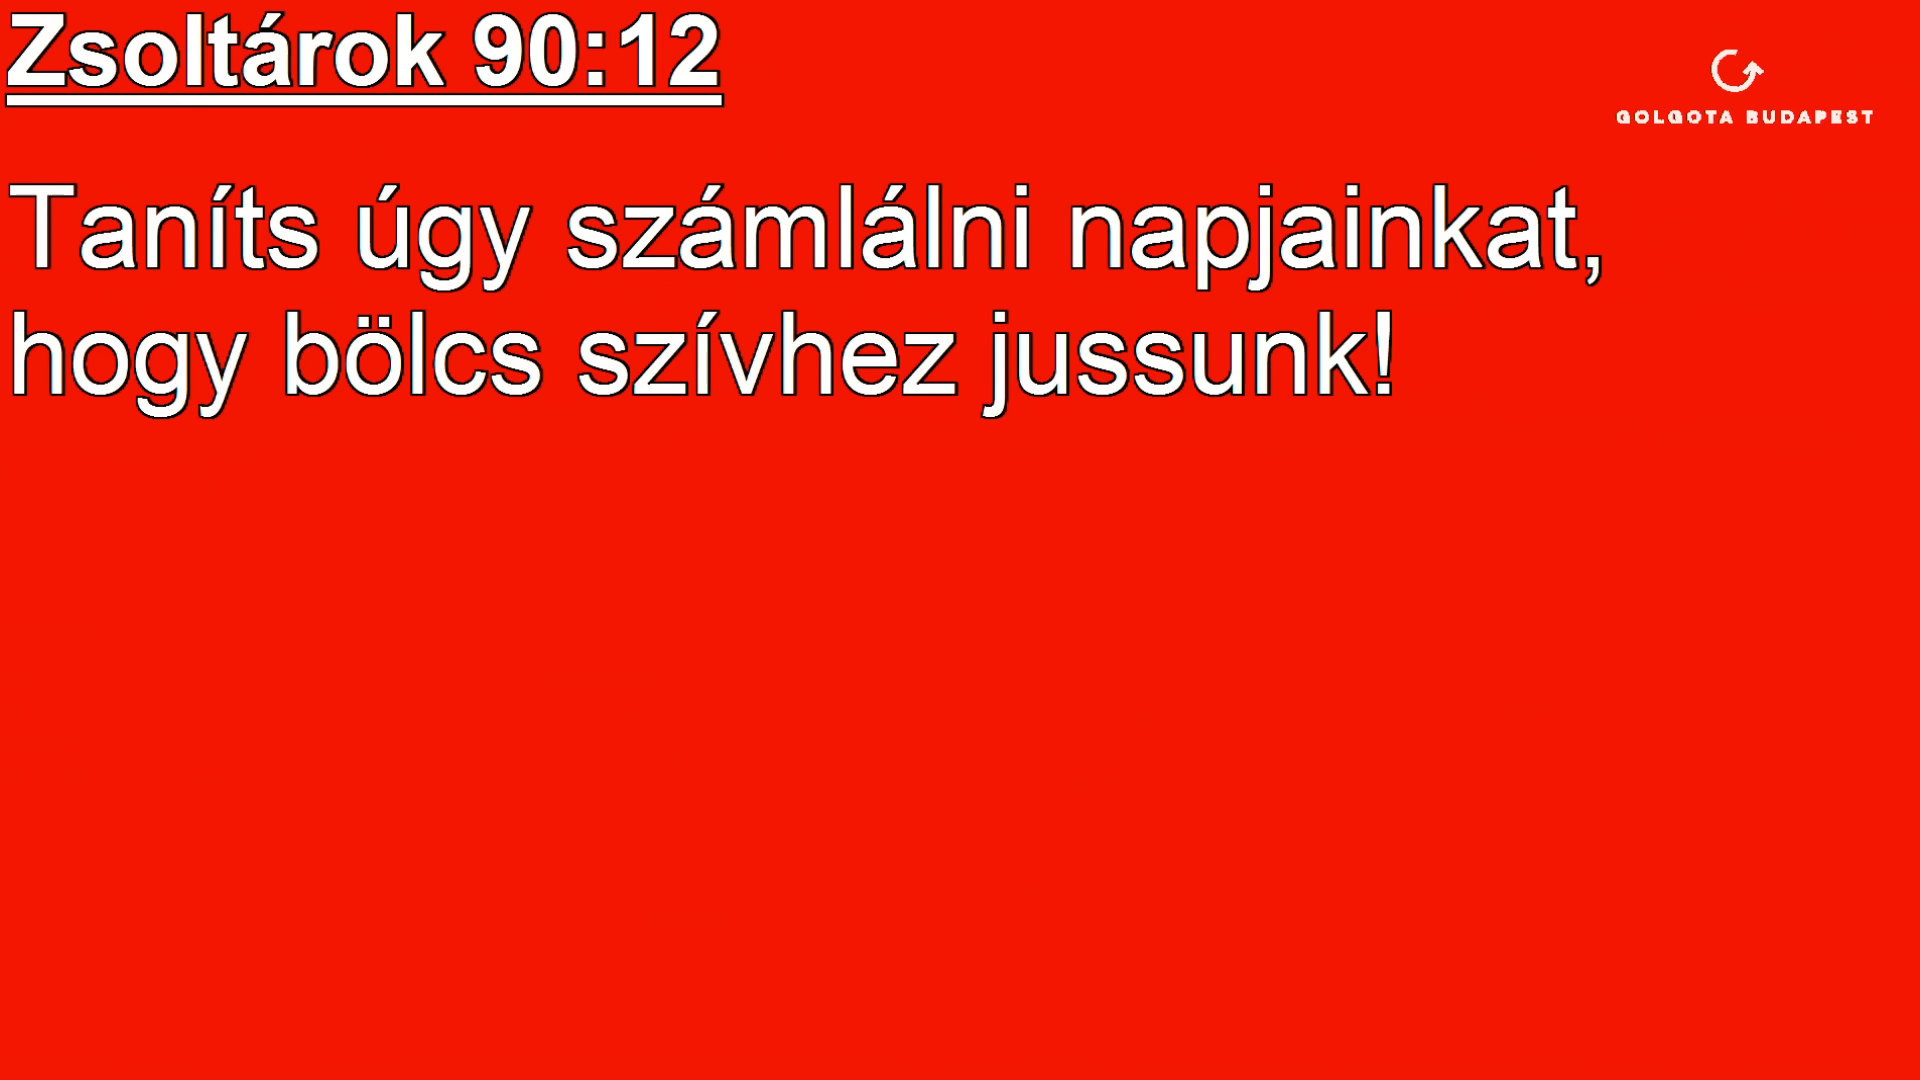 Zsoltárok 90:12
GOLGOTA BUDAPEST
Taníts úgy számlálni napjainkat,
hogy bölcs szívhez jussunk!